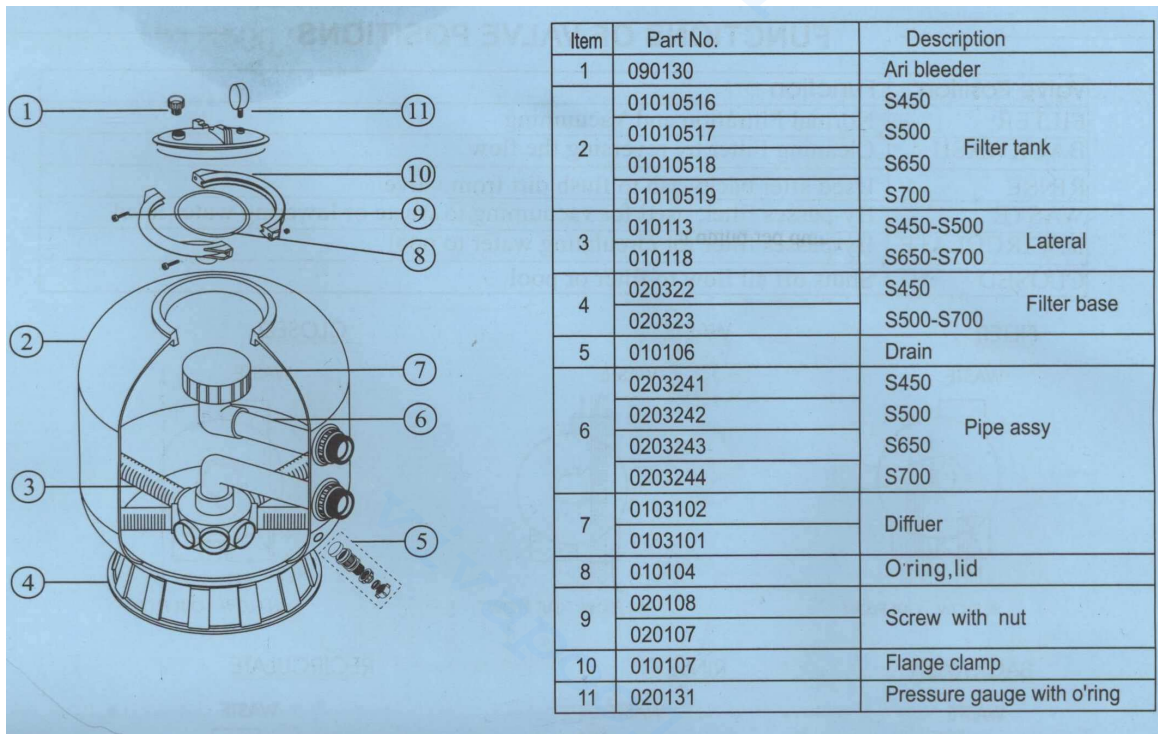 1
11
10
9
8
2
7
6
3
5
4
Item Part No. Description
1 090130 Ari bleeder
2 01010516 S450 Filter tank
01010517 S500
01010518 S650
01010519 S700
3 010113 S450-S500 Lateral
010118 S650-S700
4 020322 S450 Filter base
020323 S500-S700
5 010106 Drain
6 0203241 S450 Pipe assy
0203242 S500
0203243 S650
0203244 S700
7 0103102 Diffuer
0103101
8 010104 O'ring,lid
9 020108 Screw with nut
020107
10 010107 Flange clamp
11 020131 Pressure gauge with o'ring